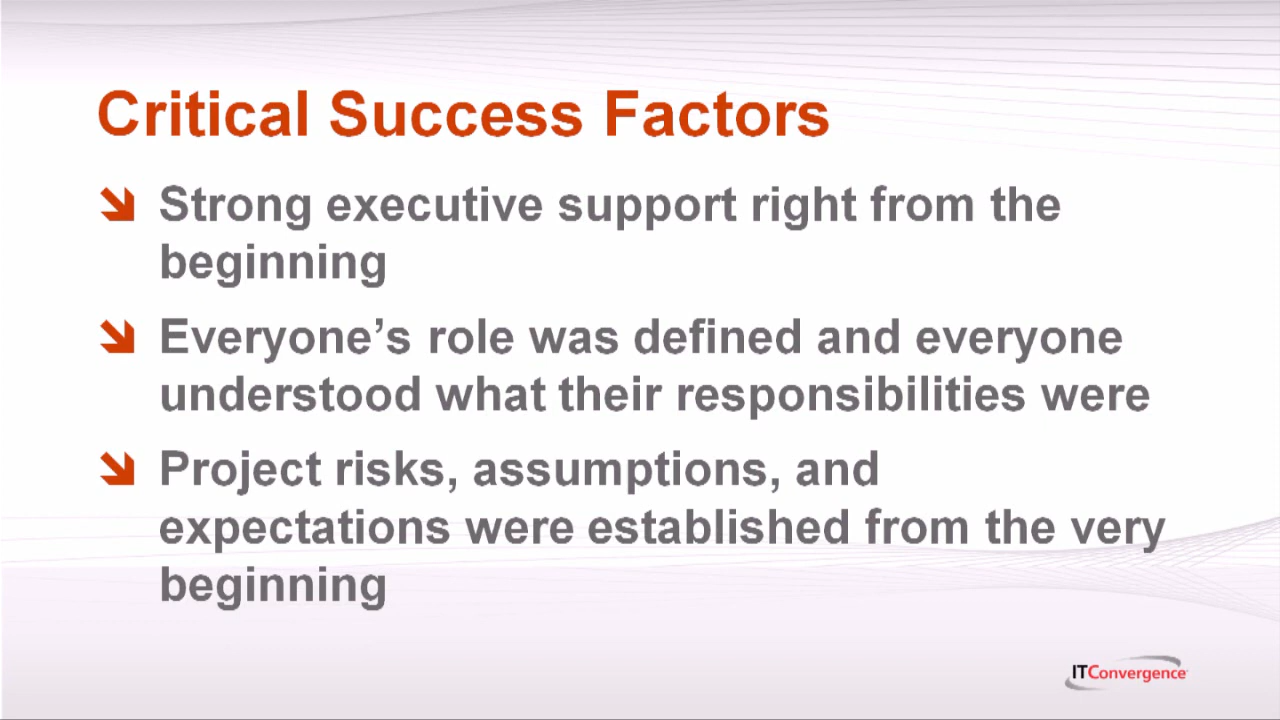 Critical Success Factors
Strong executive support right from the
beginning
Everyone’s role was defined and everyone
understood what their responsibilities were
Project risks, assumptions, and
expectations were established from the very
beginning
ITConvergence